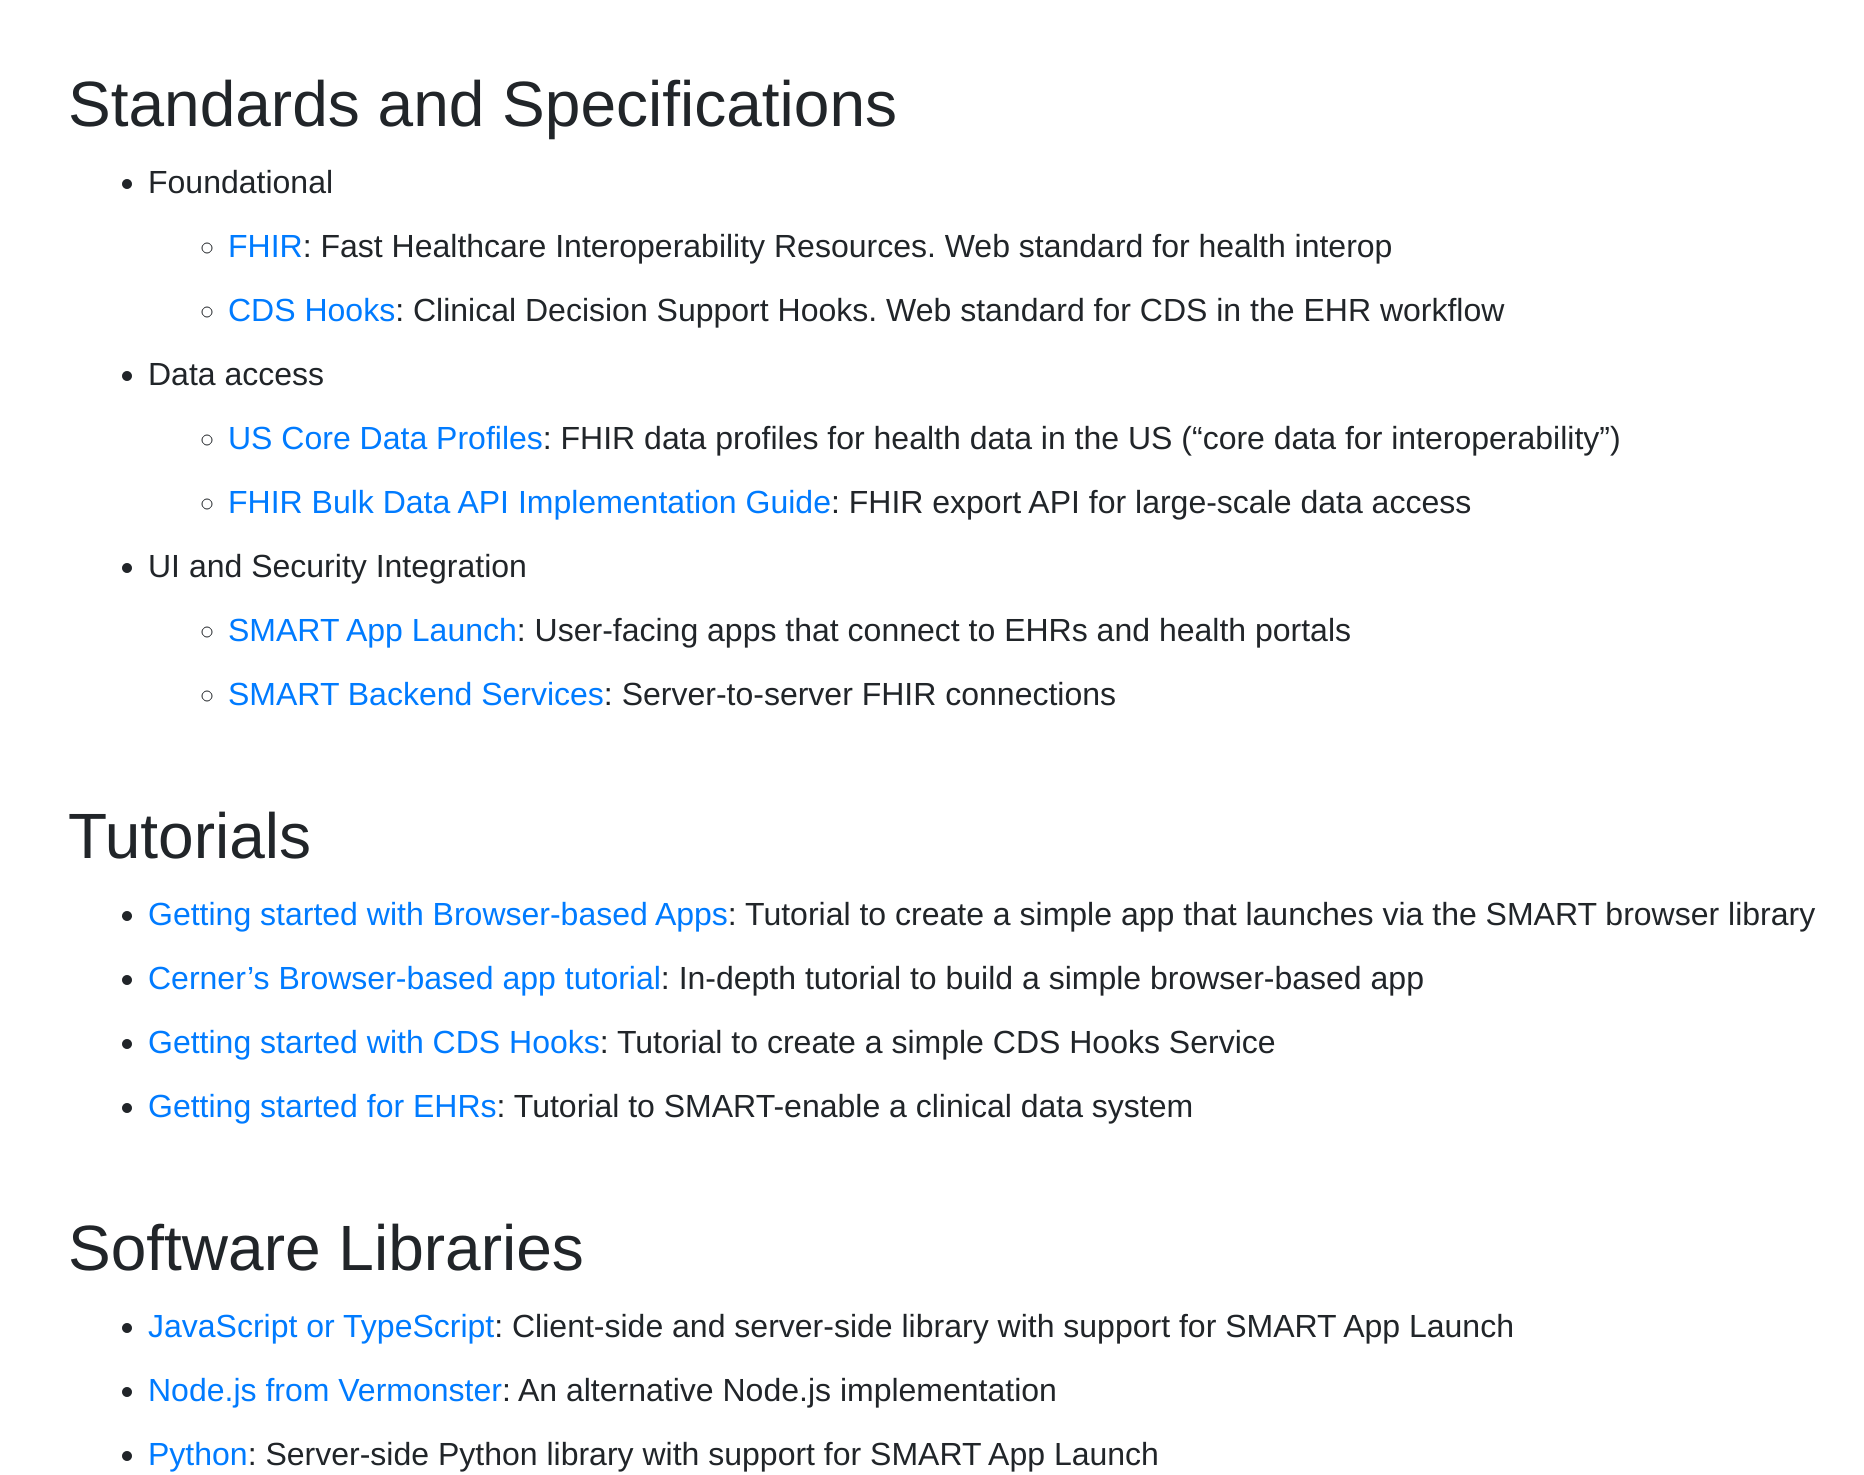 Standards and Specifications
Foundational
FHIR: Fast Healthcare Interoperability Resources. Web standard for health interop
CDS Hooks: Clinical Decision Support Hooks. Web standard for CDS in the EHR workflow
Data access
US Core Data Profiles: FHIR data profiles for health data in the US (“core data for interoperability”)
FHIR Bulk Data API Implementation Guide: FHIR export API for large-scale data access
UI and Security Integration
SMART App Launch: User-facing apps that connect to EHRs and health portals
SMART Backend Services: Server-to-server FHIR connections
Tutorials
Getting started with Browser-based Apps: Tutorial to create a simple app that launches via the SMART browser library
Cerner’s Browser-based app tutorial: In-depth tutorial to build a simple browser-based app
Getting started with CDS Hooks: Tutorial to create a simple CDS Hooks Service
Getting started for EHRs: Tutorial to SMART-enable a clinical data system
Software Libraries
JavaScript or TypeScript: Client-side and server-side library with support for SMART App Launch
Node.js from Vermonster: An alternative Node.js implementation
Python: Server-side Python library with support for SMART App Launch